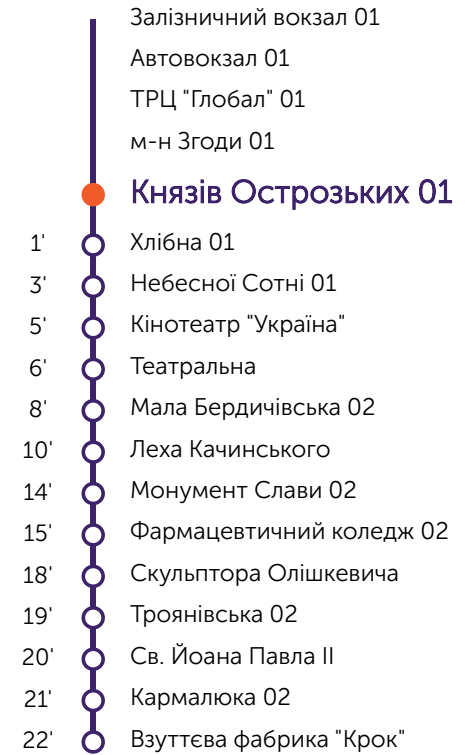 Залізничний вокзал 01
Автовокзал 01
ТРЦ "Глобал" 01
м-н Згоди 01
Князів Острозьких 01
1' Хлібна 01
3' Небесної Сотні 01
5' Кінотеатр "Україна"
6' Театральна
8' Мала Бердичівська 02
10' Леха Качинського
14' Монумент Слави 02
15' Фармацевтичний коледж 02
18' Скульптора Олішкевича
19' Троянівська 02
20' Св. Йоана Павла ІІ
21' Кармалюка 02
22' Взуттєва фабрика "Крок"